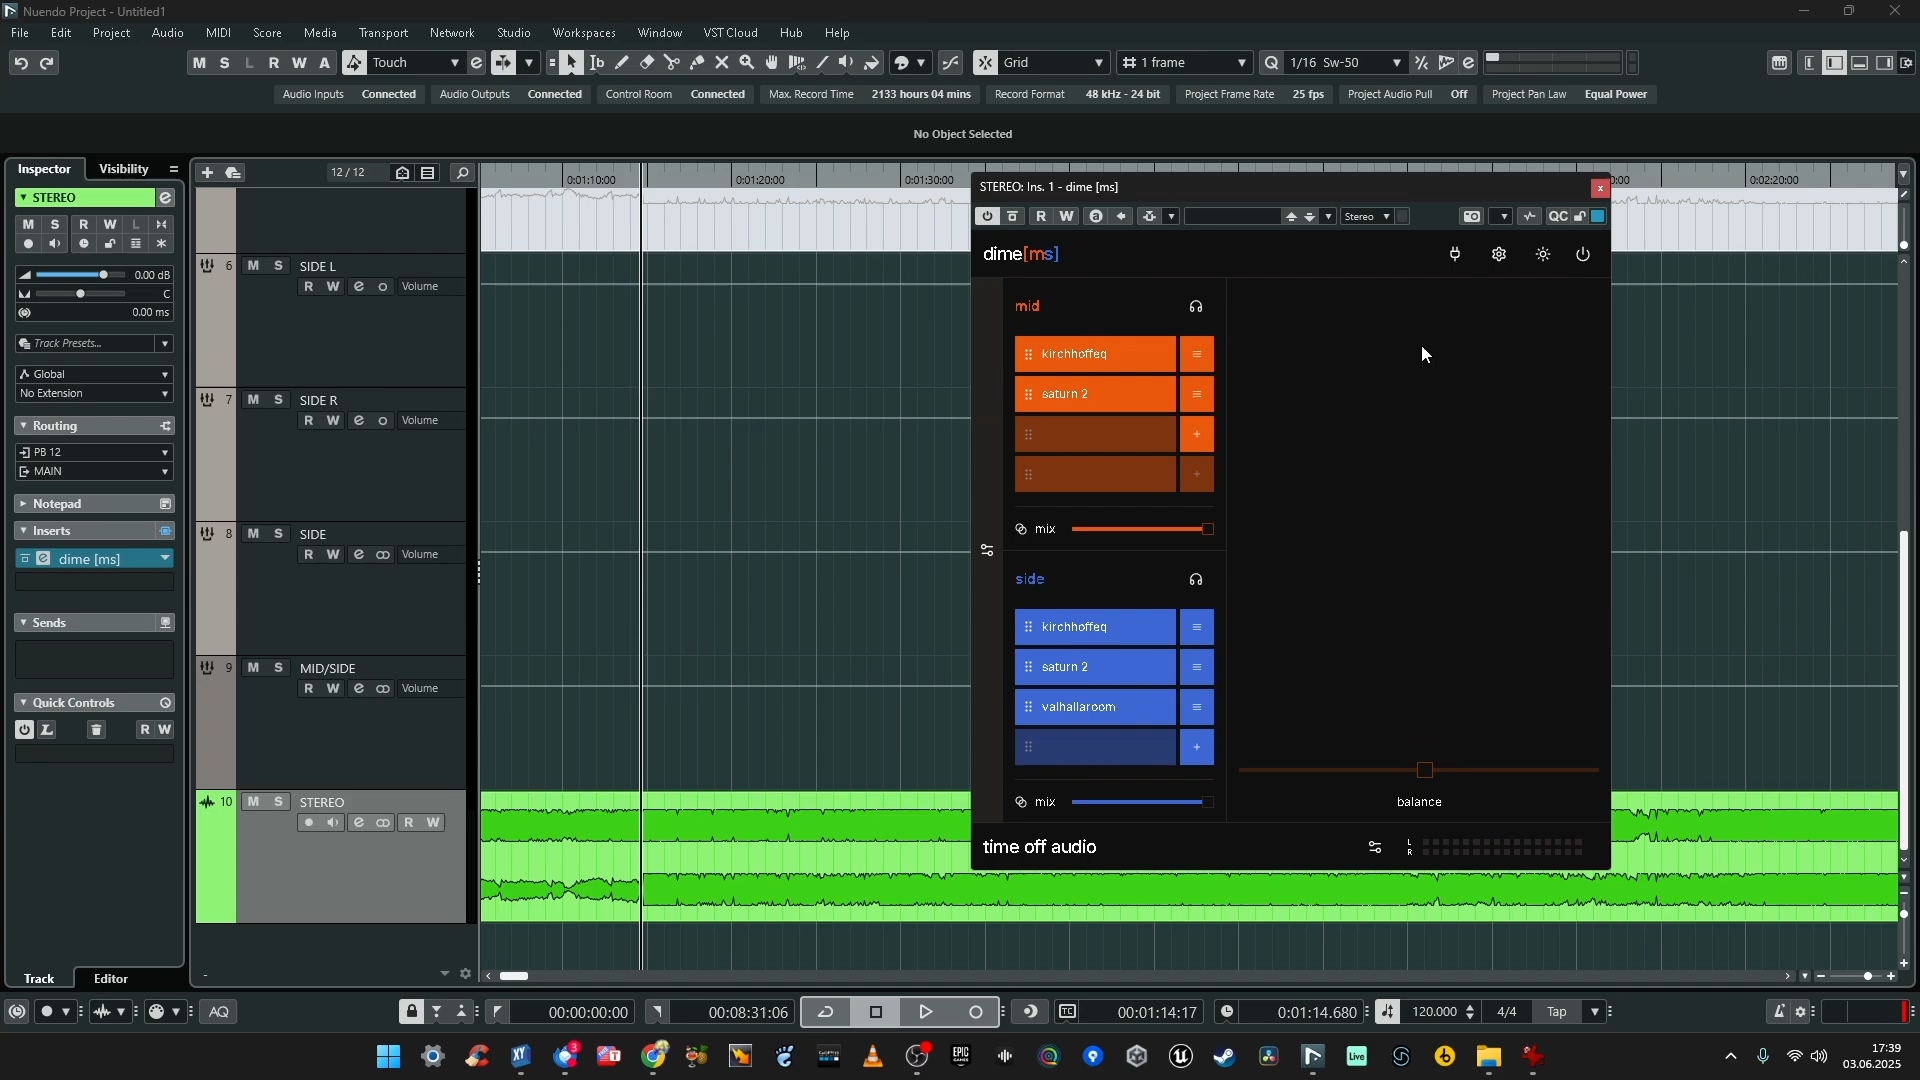 Nuendo Project - Untitled1
File Edit Project Audio MIDI Score Media Transport Network Studio Workspaces Window VST Cloud Hub Help
M S L R W A Touch Grid 1 frame Q 1/16 Sw-50
Audio Inputs Connected Audio Outputs Connected Control Room Connected Max. Record Time 2133 hours 04 mins Record Format 48 kHz - 24 bit Project Frame Rate 25 fps Project Audio Pull Off Project Pan Law Equal Power
No Object Selected
Inspector Visibility
STEREO
M S R W L
0.00 dB
C
0.00 ms
Track Presets...
Global
No Extension
Routing
PB 12
MAIN
Notepad
Inserts
dime [ms]
Sends
Quick Controls
R W
Track Editor
12 / 12
0:01:10:00 0:01:20:00 0:01:30:00 0:02:20:00
6 M S SIDE L
R W Volume
7 M S SIDE R
R W Volume
8 M S SIDE
R W Volume
9 M S MID/SIDE
R W Volume
10 M S STEREO
R W
STEREO: Ins. 1 - dime [ms]
R W Stereo QC
dime[ms]
mid
kirchhoffeq
saturn 2
mix
side
kirchhoffeq
saturn 2
valhallaroom
mix
balance
time off audio
L
R
AQ 00:00:00:00 00:08:31:06 00:01:14:17 0:01:14.680 120.000 4/4 Tap
XY 3 GoPro EPIC GAMES Live
17:39
03.06.2025